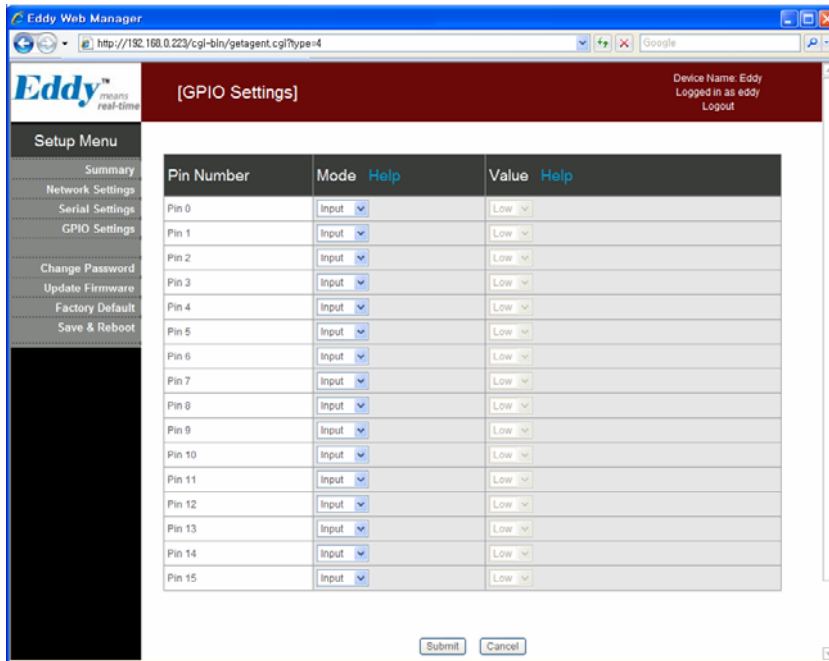 Eddy Web Manager
http://192.168.0.223/cgi-bin/getagent.cgi?type=4
Google
Eddy™ means real-time
[GPIO Settings]
Device Name: Eddy
Logged in as eddy
Logout
Setup Menu
Summary
Network Settings
Serial Settings
GPIO Settings
Change Password
Update Firmware
Factory Default
Save & Reboot
Pin Number Mode Help Value Help
Pin 0 Input Low
Pin 1 Input Low
Pin 2 Input Low
Pin 3 Input Low
Pin 4 Input Low
Pin 5 Input Low
Pin 6 Input Low
Pin 7 Input Low
Pin 8 Input Low
Pin 9 Input Low
Pin 10 Input Low
Pin 11 Input Low
Pin 12 Input Low
Pin 13 Input Low
Pin 14 Input Low
Pin 15 Input Low
Submit Cancel